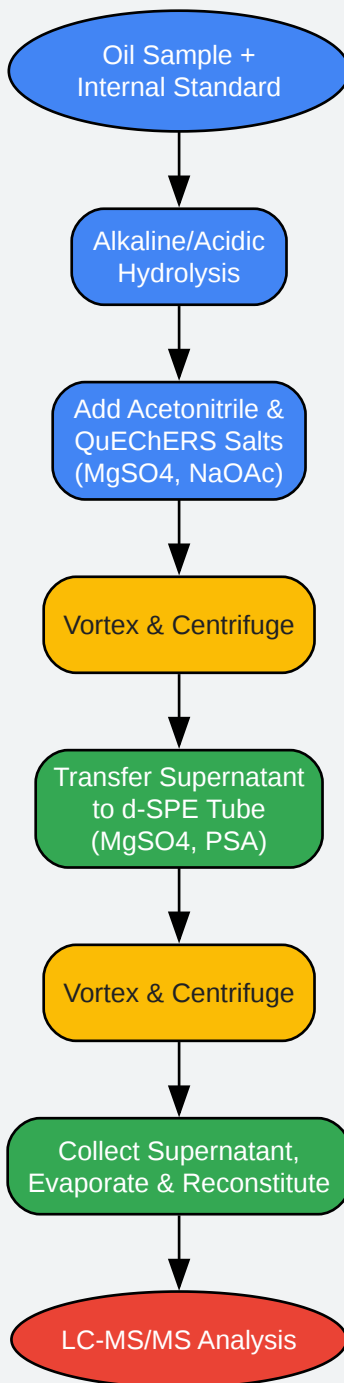 Oil Sample +
Internal Standard
Alkaline/Acidic
Hydrolysis
Add Acetonitrile &
QuEChERS Salts
(MgSO4, NaOAc)
Vortex & Centrifuge
Transfer Supernatant
to d-SPE Tube
(MgSO4, PSA)
Vortex & Centrifuge
Collect Supernatant,
Evaporate & Reconstitute
LC-MS/MS Analysis